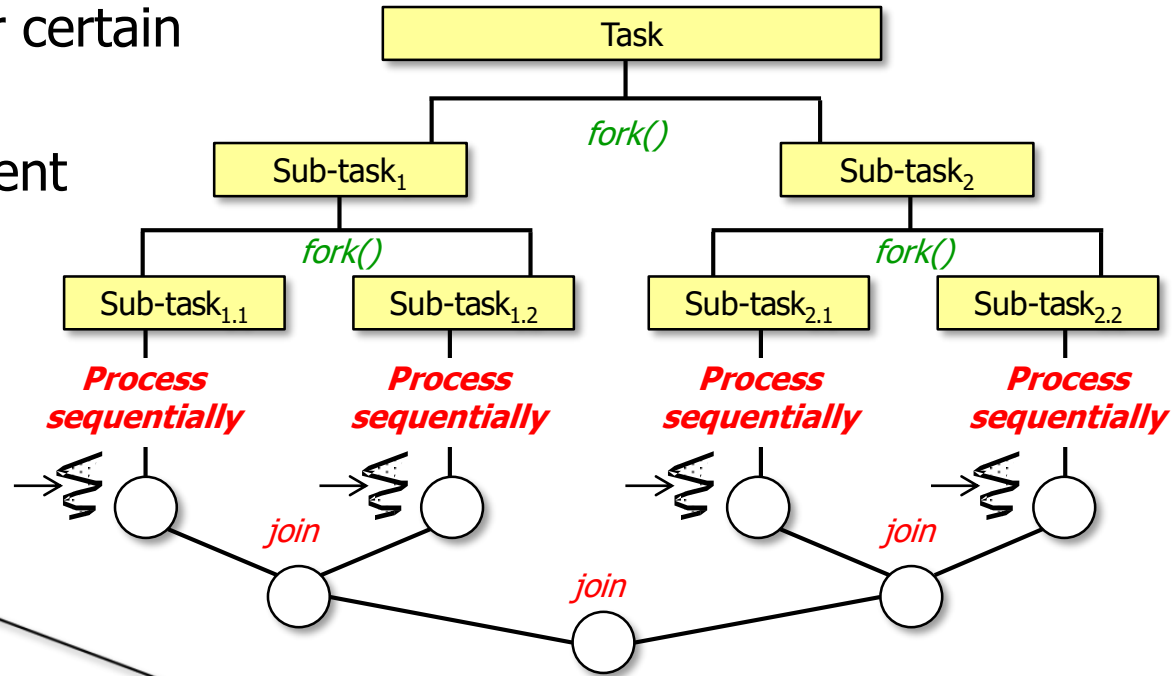 r certain
Task
fork()
ent
Sub-task₁
Sub-task₂
fork()
fork()
Sub-task₁.₁
Sub-task₁.₂
Sub-task₂.₁
Sub-task₂.₂
Process
sequentially
Process
sequentially
Process
sequentially
Process
sequentially
join
join
join